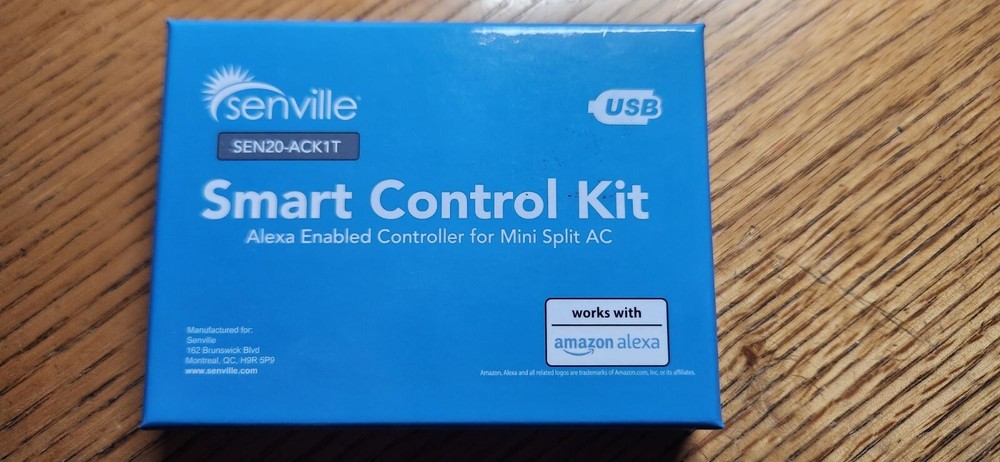 senville
USB
SEN20-ACK1T
Smart Control Kit
Alexa Enabled Controller for Mini Split AC
works with
amazon alexa
Manufactured for:
Senville
162 Brunswick Blvd
Montreal, QC, H9R 5P9
www.senville.com
Amazon, Alexa and all related logos are trademarks of Amazon.com, Inc. or its affiliates.